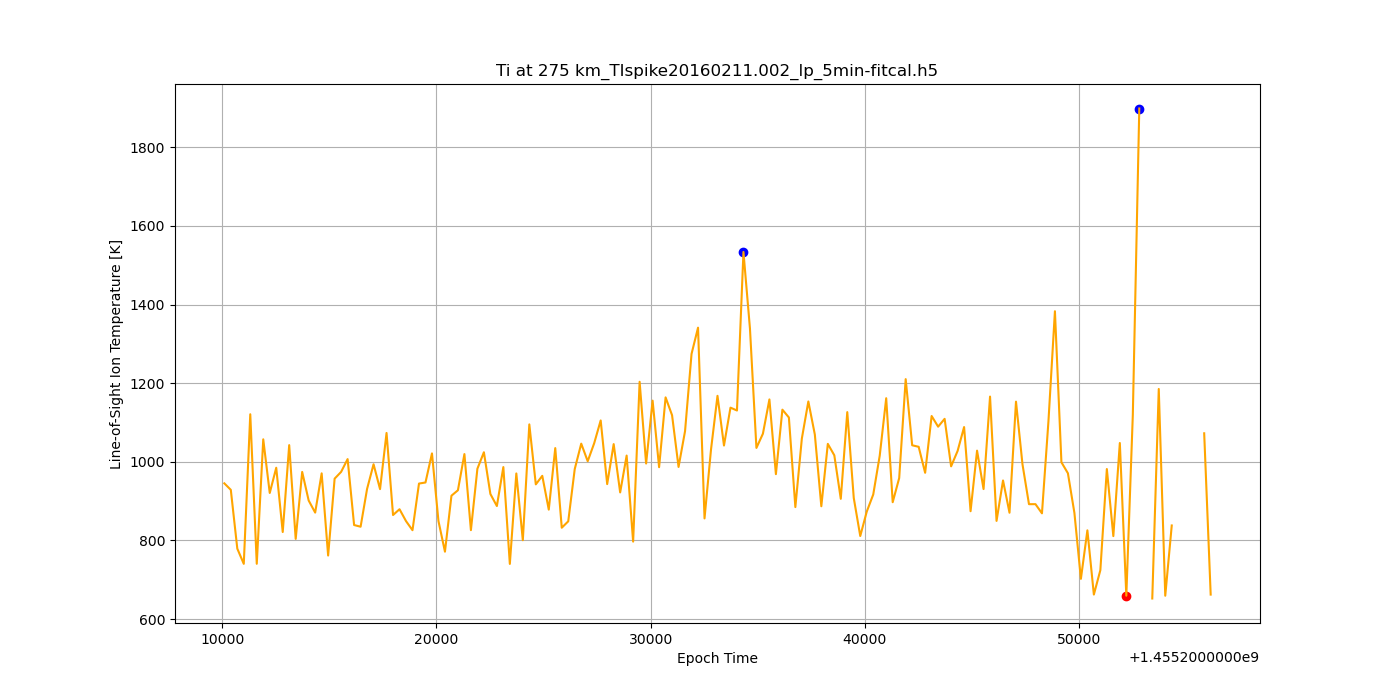 Ti at 275 km_TIspike20160211.002_lp_5min-fitcal.h5
Line-of-Sight Ion Temperature [K]
1800
1600
1400
1200
1000
800
600
10000 20000 30000 40000 50000
Epoch Time
+1.4552000000e9